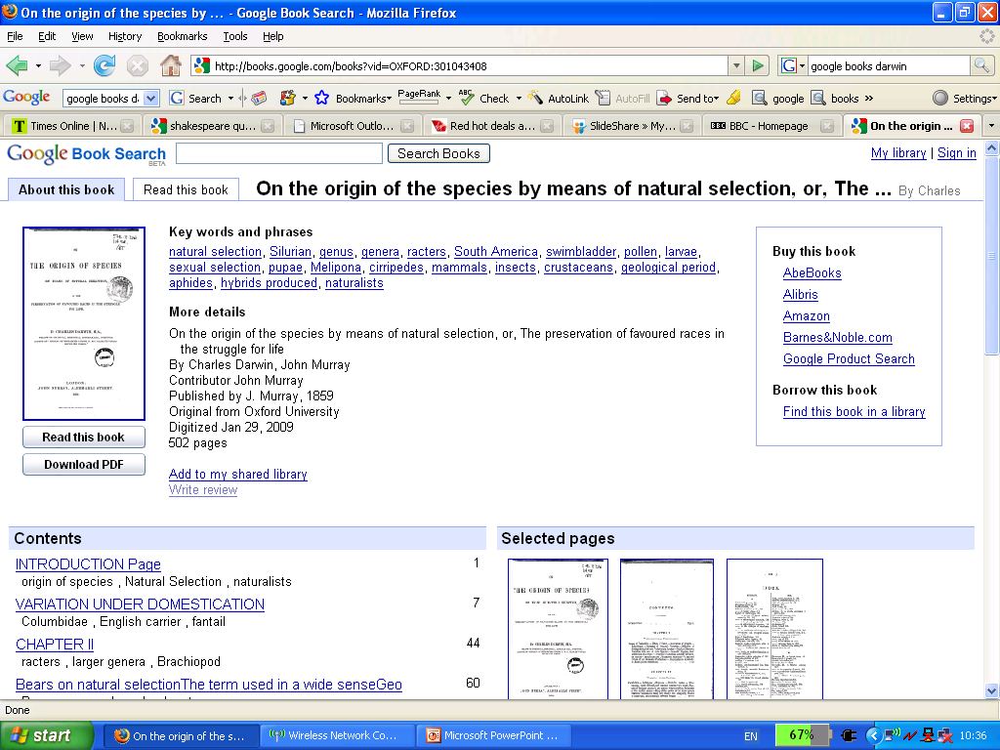 On the origin of the species by ... - Google Book Search - Mozilla Firefox
File Edit View History Bookmarks Tools Help
http://books.google.com/books?vid=OXFORD:301043408
G google books darwin
Google google books d G Search Bookmarks PageRank ABC Check AutoLink AutoFill Send to google books » Settings
T Times Online | N... shakespeare qu... Microsoft Outlo... Red hot deals a... SlideShare » My... BBC BBC - Homepage On the origin ...
Google Book Search BETA Search Books My library | Sign in
About this book Read this book On the origin of the species by means of natural selection, or, The ... By Charles
Key words and phrases
natural selection, Silurian, genus, genera, racters, South America, swimbladder, pollen, larvae,
sexual selection, pupae, Melipona, cirripedes, mammals, insects, crustaceans, geological period,
aphides, hybrids produced, naturalists
More details
On the origin of the species by means of natural selection, or, The preservation of favoured races in
the struggle for life
By Charles Darwin, John Murray
Contributor John Murray
Published by J. Murray, 1859
Original from Oxford University
Digitized Jan 29, 2009
502 pages
Add to my shared library
Write review
THE ORIGIN OF SPECIES
Read this book
Download PDF
Buy this book
AbeBooks
Alibris
Amazon
Barnes&Noble.com
Google Product Search
Borrow this book
Find this book in a library
Contents
INTRODUCTION Page 1
origin of species , Natural Selection , naturalists
VARIATION UNDER DOMESTICATION 7
Columbidae , English carrier , fantail
CHAPTER II 44
racters , larger genera , Brachiopod
Bears on natural selectionThe term used in a wide senseGeo 60
Selected pages
THE ORIGIN OF SPECIES
CONTENTS
INDEX
Done
start On the origin of the s... Wireless Network Co... Microsoft PowerPoint ... EN 67% 10:36